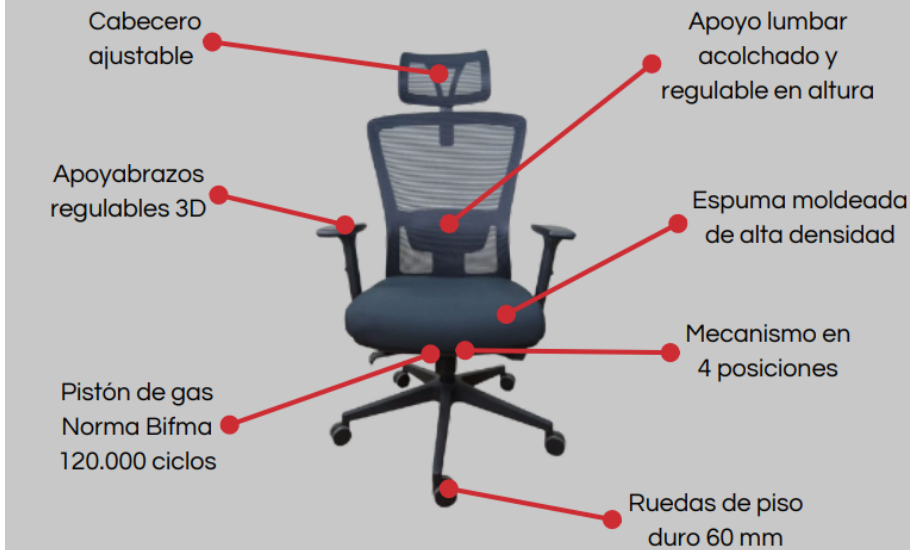 Cabecero
ajustable
Apoyo lumbar
acolchado y
regulable en altura
Apoyabrazos
regulables 3D
Espuma moldeada
de alta densidad
Mecanismo en
4 posiciones
Pistón de gas
Norma Bifma
120.000 ciclos
Ruedas de piso
duro 60 mm